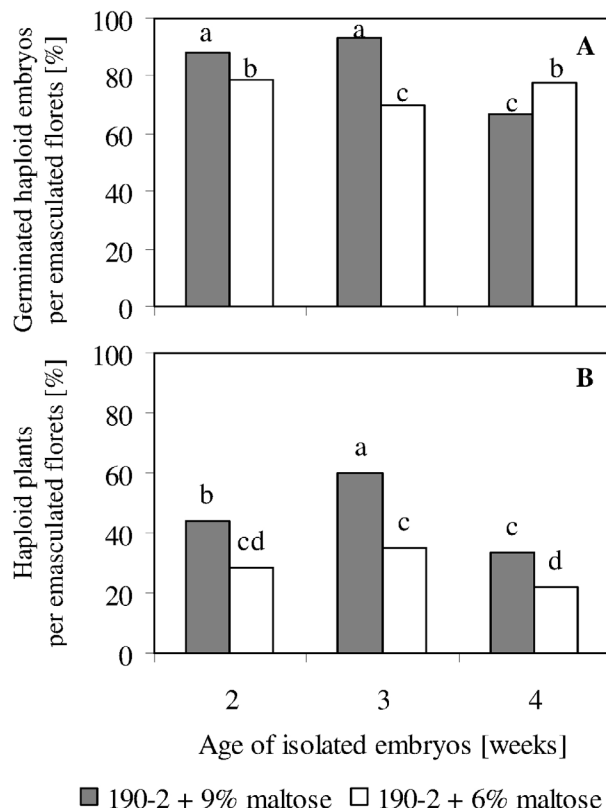 Germinated haploid embryos
per emasculated florets [%]
100
80
60
40
20
0
a
b
a
c
c
b
A
Haploid plants
per emasculated florets [%]
100
80
60
40
20
0
b
cd
a
c
c
d
B
2 3 4
Age of isolated embryos [weeks]
190-2 + 9% maltose 190-2 + 6% maltose